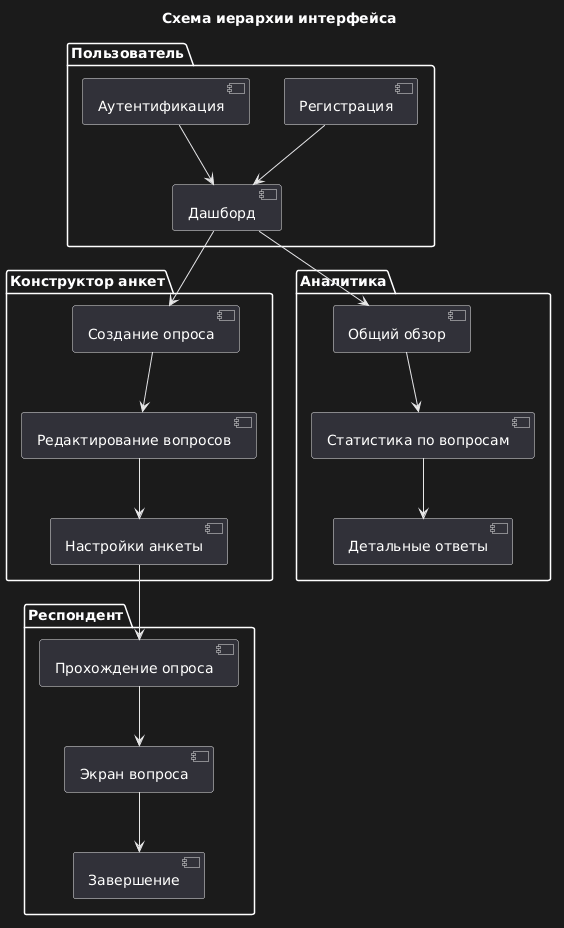 Схема иерархии интерфейса
Пользователь
Аутентификация
Регистрация
Дашборд
Конструктор анкет
Создание опроса
Редактирование вопросов
Настройки анкеты
Аналитика
Общий обзор
Статистика по вопросам
Детальные ответы
Респондент
Прохождение опроса
Экран вопроса
Завершение